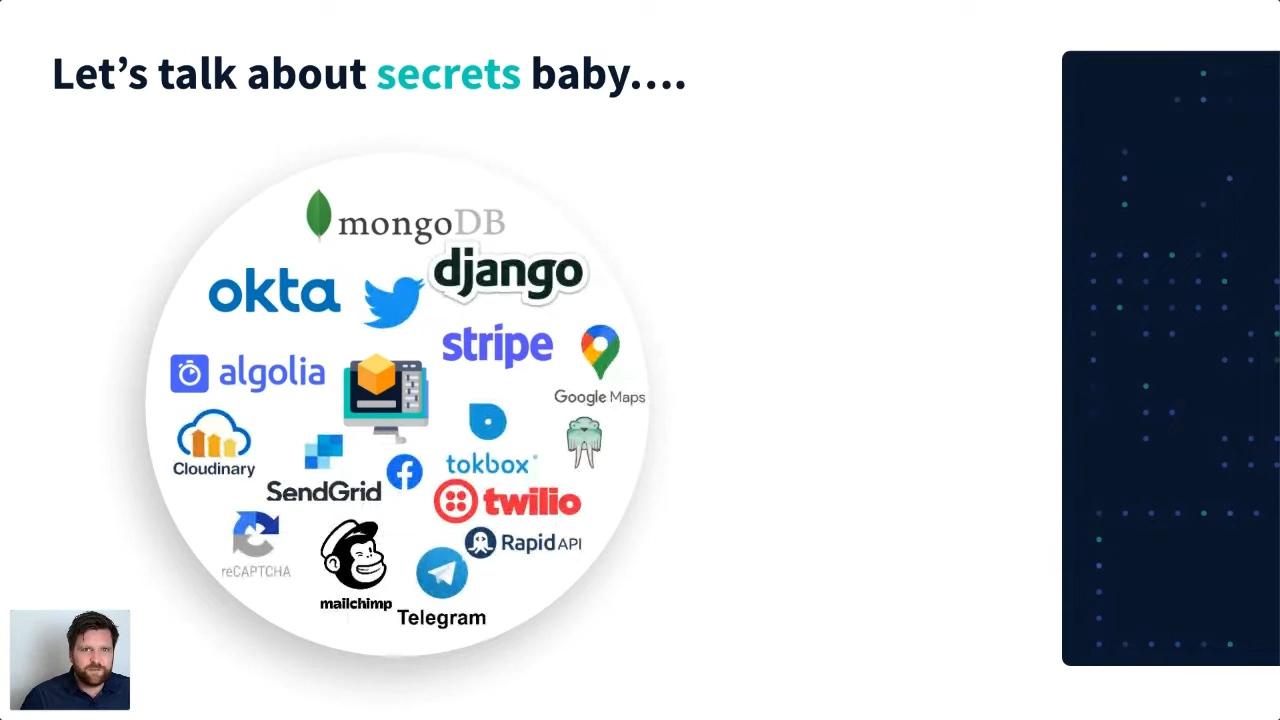 Let's talk about secrets baby....
mongoDB
django
okta
stripe
algolia
Google Maps
Cloudinary
tokbox
SendGrid
twilio
RapidAPI
reCAPTCHA
mailchimp
Telegram